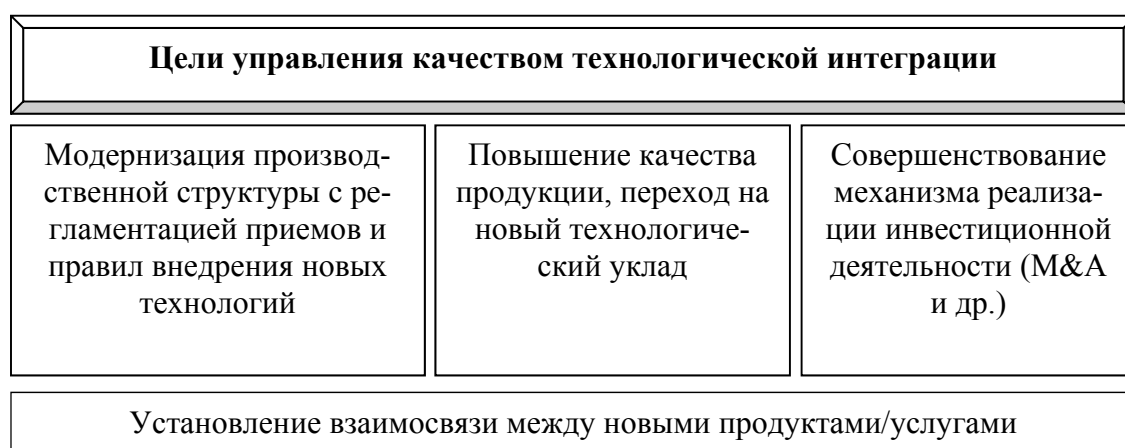 Цели управления качеством технологической интеграции
Модернизация производ-
ственной структуры с ре-
гламентацией приемов и
правил внедрения новых
технологий
Повышение качества
продукции, переход на
новый технологиче-
ский уклад
Совершенствование
механизма реализа-
ции инвестиционной
деятельности (M&A
и др.)
Установление взаимосвязи между новыми продуктами/услугами